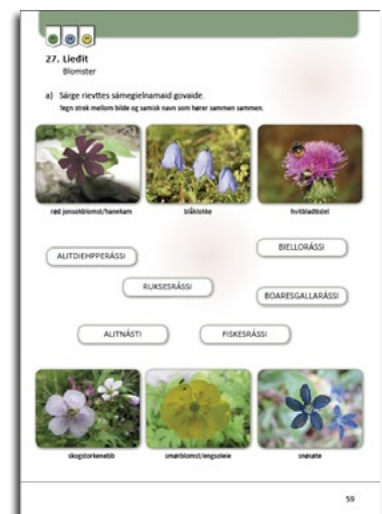 27. Lieđit
Blomster
a) Sárge rievttes sámegielnamaid govaide.
Tegn strek mellom bilde og samisk navn som hører sammen sammen.
rød jonsokblomst/hanekam
blåklokke
hvitbladtistel
ALITDIEHPPERÁSSI
BIELLORÁSSI
RUKSESRÁSSI
BOARESGALLARÁSSI
ALITNÁSTI
FISKESRÁSSI
skogstorkenebb
smørblomst/engsoleie
snøsøte
59